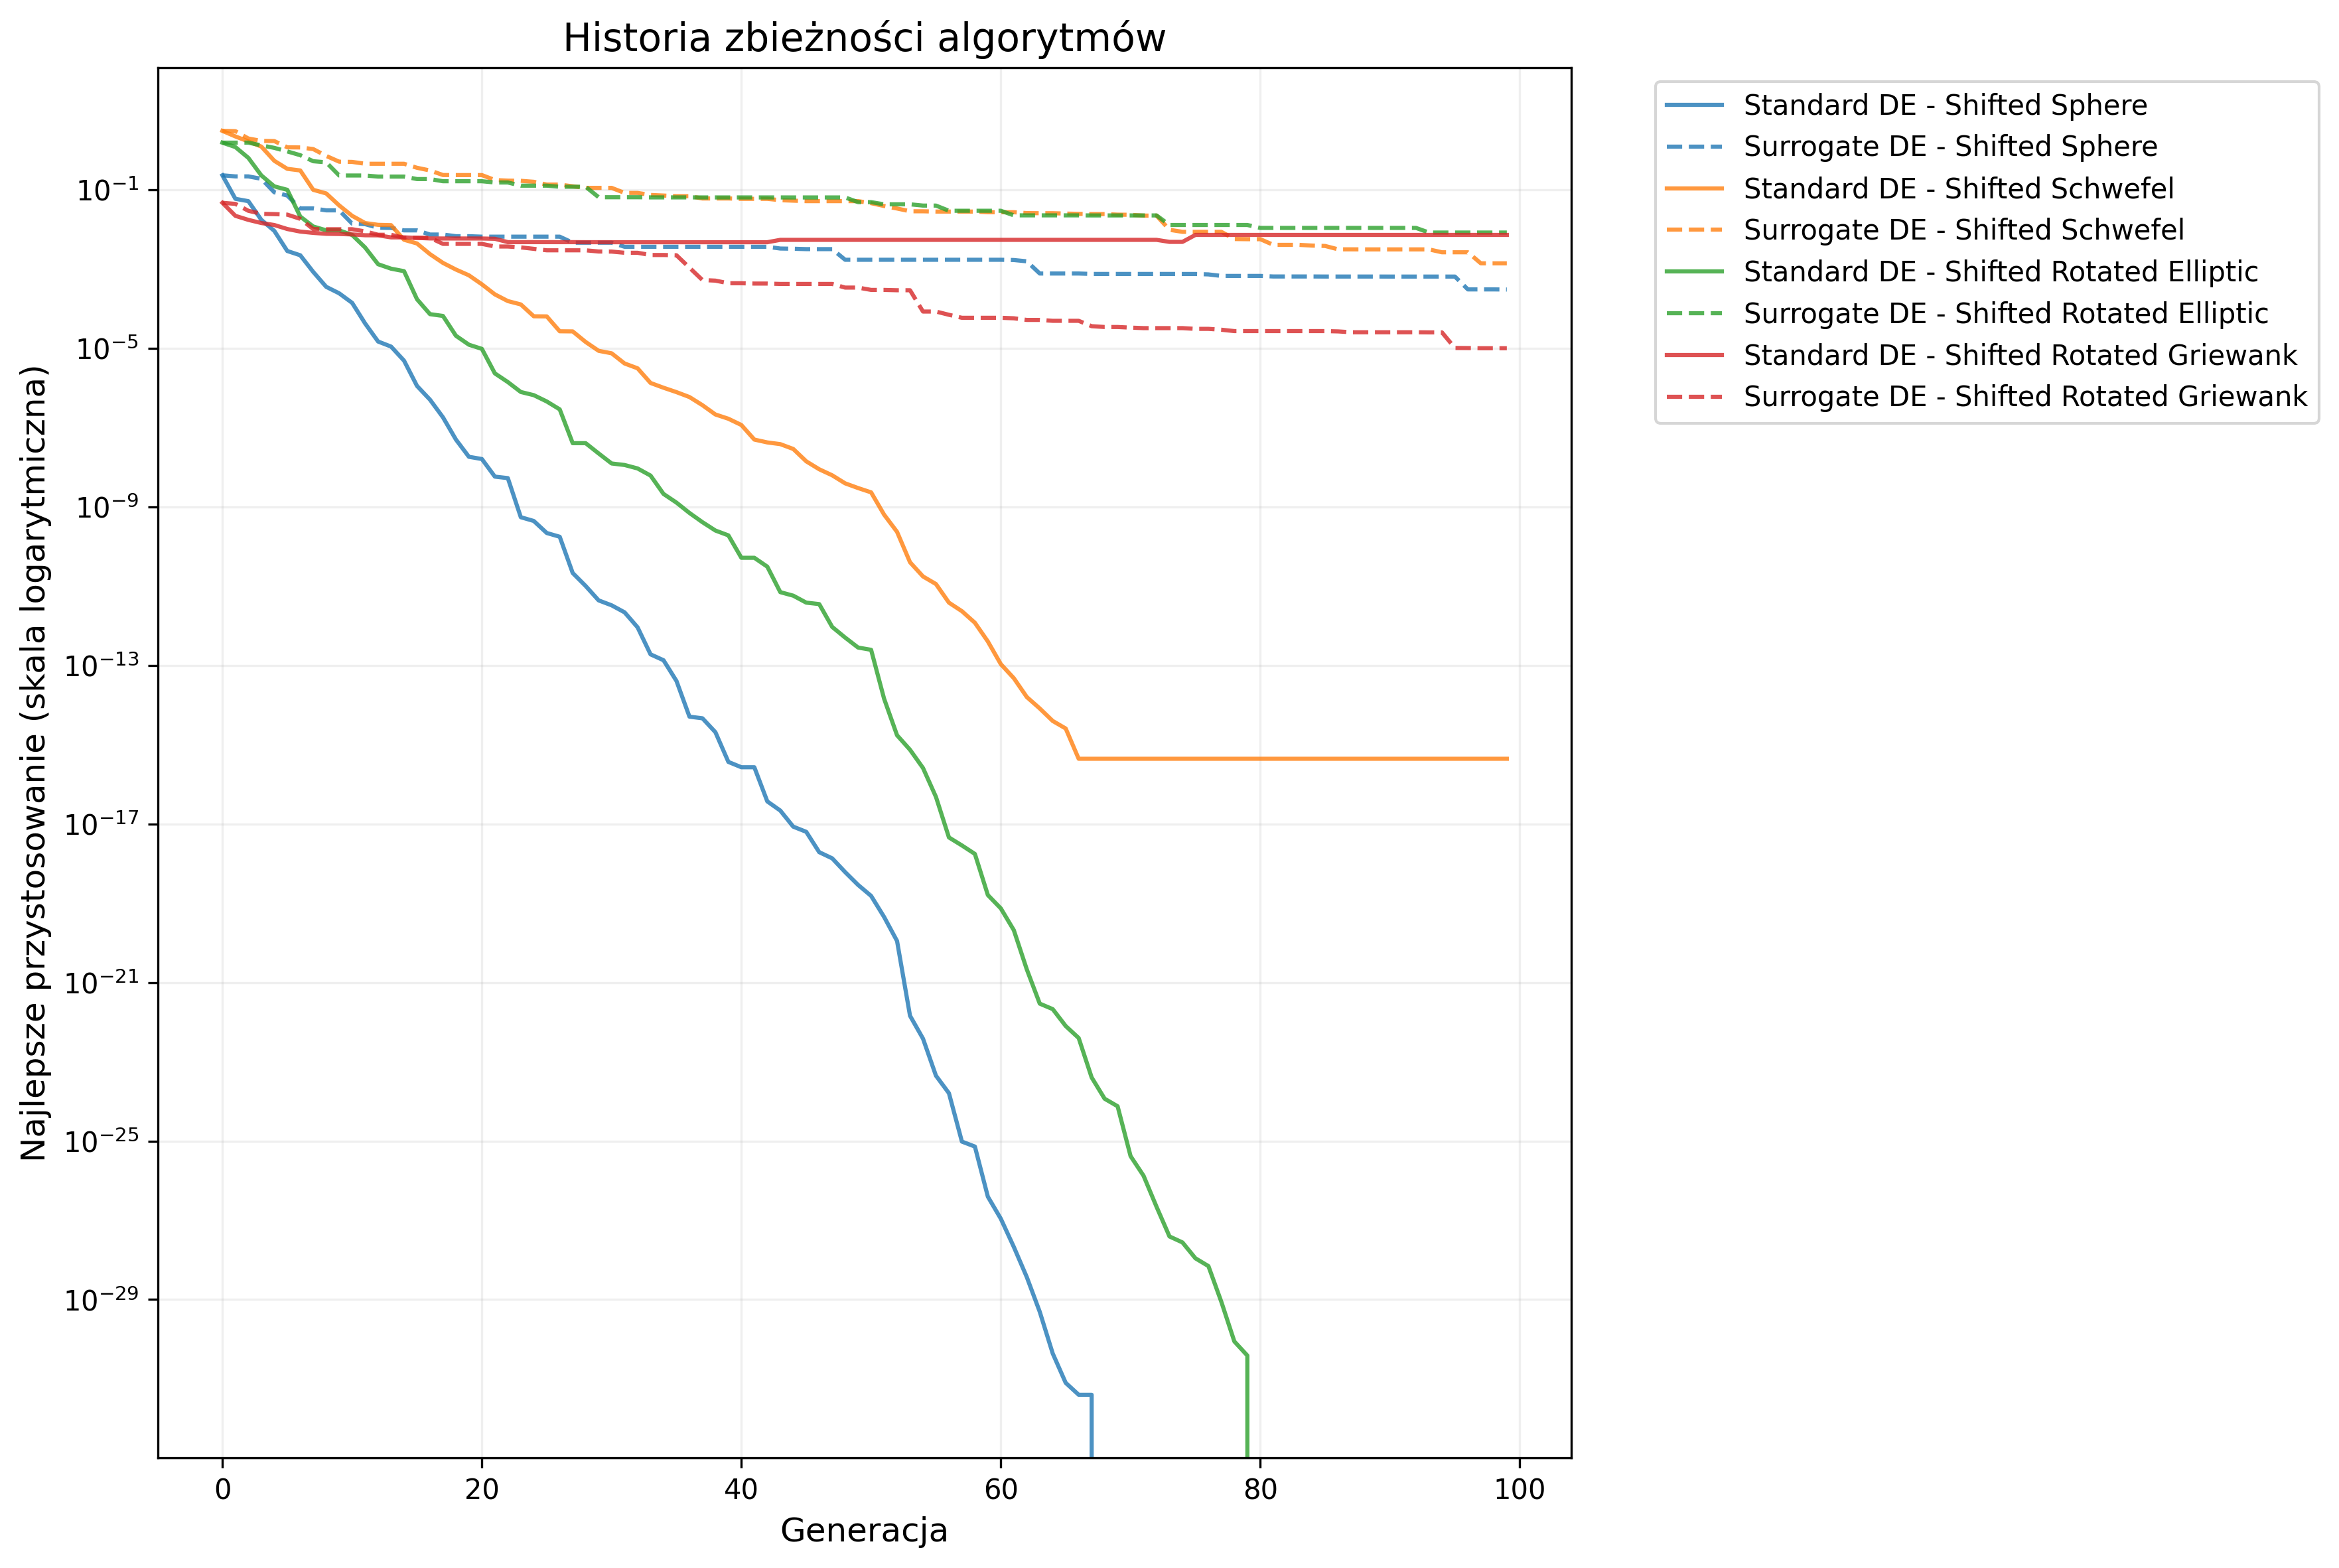 Historia zbieżności algorytmów
Najlepsze przystosowanie (skala logarytmiczna)
10⁻¹
10⁻⁵
10⁻⁹
10⁻¹³
10⁻¹⁷
10⁻²¹
10⁻²⁵
10⁻²⁹
0 20 40 60 80 100
Generacja
Standard DE - Shifted Sphere
Surrogate DE - Shifted Sphere
Standard DE - Shifted Schwefel
Surrogate DE - Shifted Schwefel
Standard DE - Shifted Rotated Elliptic
Surrogate DE - Shifted Rotated Elliptic
Standard DE - Shifted Rotated Griewank
Surrogate DE - Shifted Rotated Griewank